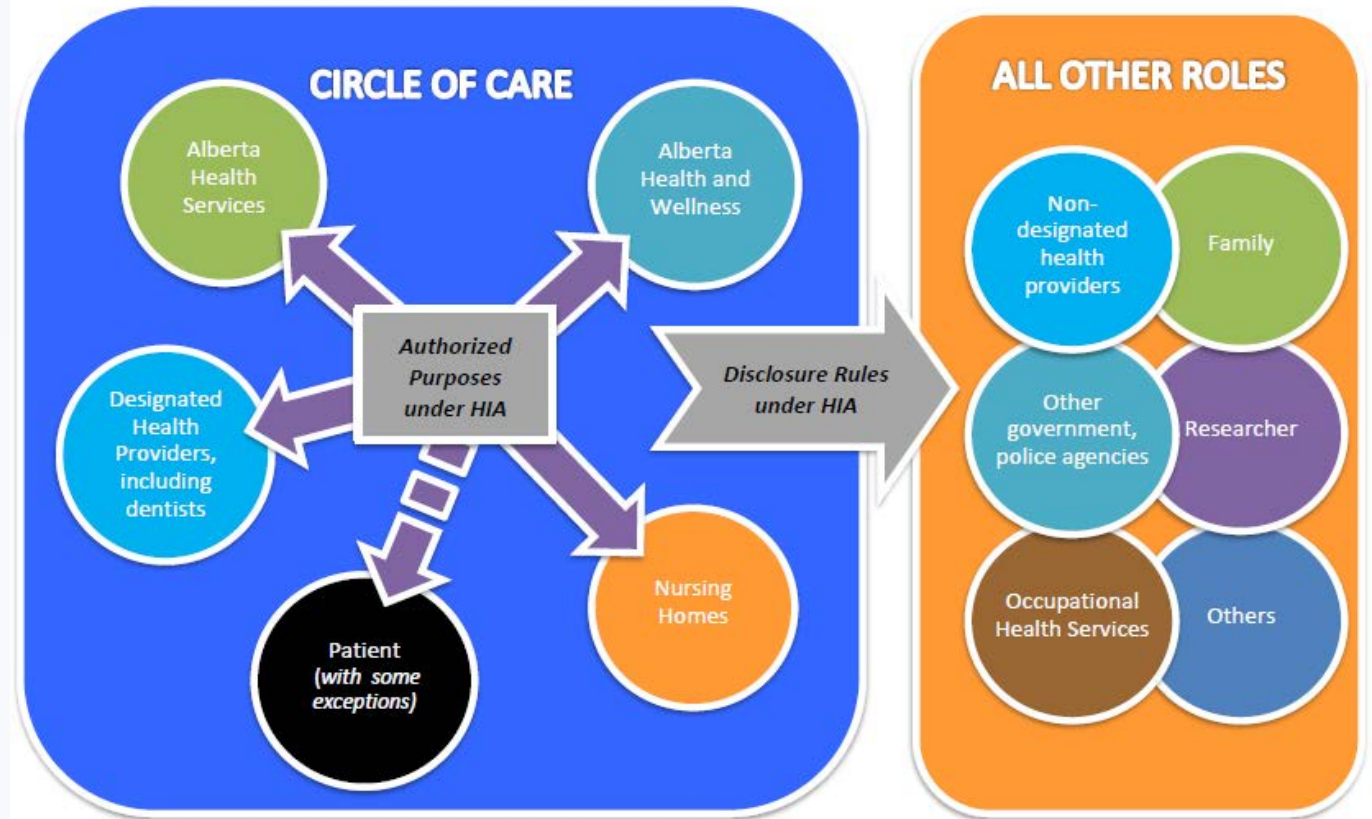 CIRCLE OF CARE
Alberta
Health
Services
Alberta
Health and
Wellness
Authorized
Purposes
under HIA
Designated
Health
Providers,
including
dentists
Patient
(with some
exceptions)
Nursing
Homes
Disclosure Rules
under HIA
ALL OTHER ROLES
Non-
designated
health
providers
Family
Other
government,
police agencies
Researcher
Occupational
Health Services
Others